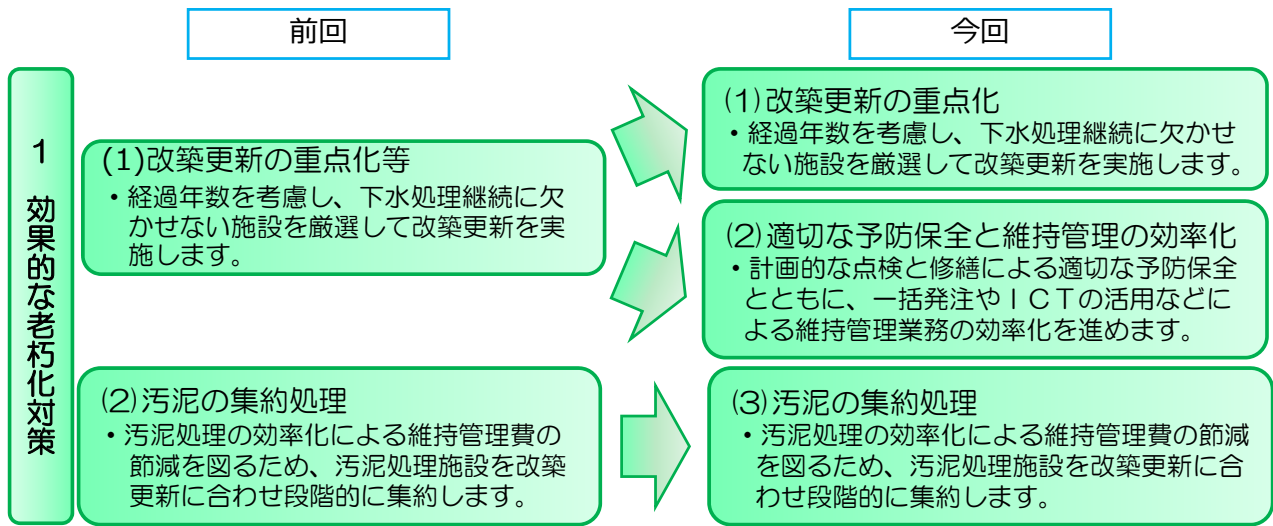 前回
今回
1 効果的な老朽化対策
(1)改築更新の重点化等
・経過年数を考慮し、下水処理継続に欠
かせない施設を厳選して改築更新を実
施します。
(2)汚泥の集約処理
・汚泥処理の効率化による維持管理費の
節減を図るため、汚泥処理施設を改築
更新に合わせ段階的に集約します。
(1)改築更新の重点化
・経過年数を考慮し、下水処理継続に欠かせ
ない施設を厳選して改築更新を実施します。
(2)適切な予防保全と維持管理の効率化
・計画的な点検と修繕による適切な予防保全
とともに、一括発注やＩＣＴの活用などに
よる維持管理業務の効率化を進めます。
(3)汚泥の集約処理
・汚泥処理の効率化による維持管理費の節減
を図るため、汚泥処理施設を改築更新に合
わせ段階的に集約します。